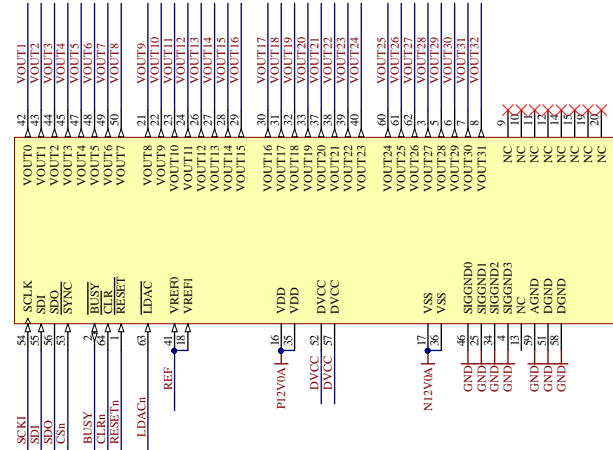 VOUT1 VOUT2 VOUT3 VOUT4 VOUT5 VOUT6 VOUT7 VOUT8 VOUT9 VOUT10 VOUT11 VOUT12 VOUT13 VOUT14 VOUT15 VOUT16 VOUT17 VOUT18 VOUT19 VOUT20 VOUT21 VOUT22 VOUT23 VOUT24 VOUT25 VOUT26 VOUT27 VOUT28 VOUT29 VOUT30 VOUT31 VOUT32
42 43 44 45 47 48 49 50 21 22 23 24 26 27 28 29 30 31 32 33 37 38 39 40 60 61 62 3 5 6 7 8 9 10 11 12 14 15 19 20
VOUT0 VOUT1 VOUT2 VOUT3 VOUT4 VOUT5 VOUT6 VOUT7 VOUT8 VOUT9 VOUT10 VOUT11 VOUT12 VOUT13 VOUT14 VOUT15 VOUT16 VOUT17 VOUT18 VOUT19 VOUT20 VOUT21 VOUT22 VOUT23 VOUT24 VOUT25 VOUT26 VOUT27 VOUT28 VOUT29 VOUT30 VOUT31 NC NC NC NC NC NC NC NC
SCLK SDI SDO SYNC BUSY CLR RESET LDAC VREF0 VREF1 VDD VDD DVCC DVCC VSS VSS SIGGND0 SIGGND1 SIGGND2 SIGGND3 NC AGND DGND DGND
54 55 56 53 2 64 1 63 41 18 16 35 52 57 17 36 46 25 34 4 13 59 51 58
SCKI SDI SDO CSn BUSY CLRn RESETn LDACn REF P12V0A DVCC DVCC N12V0A GND GND GND GND GND GND GND